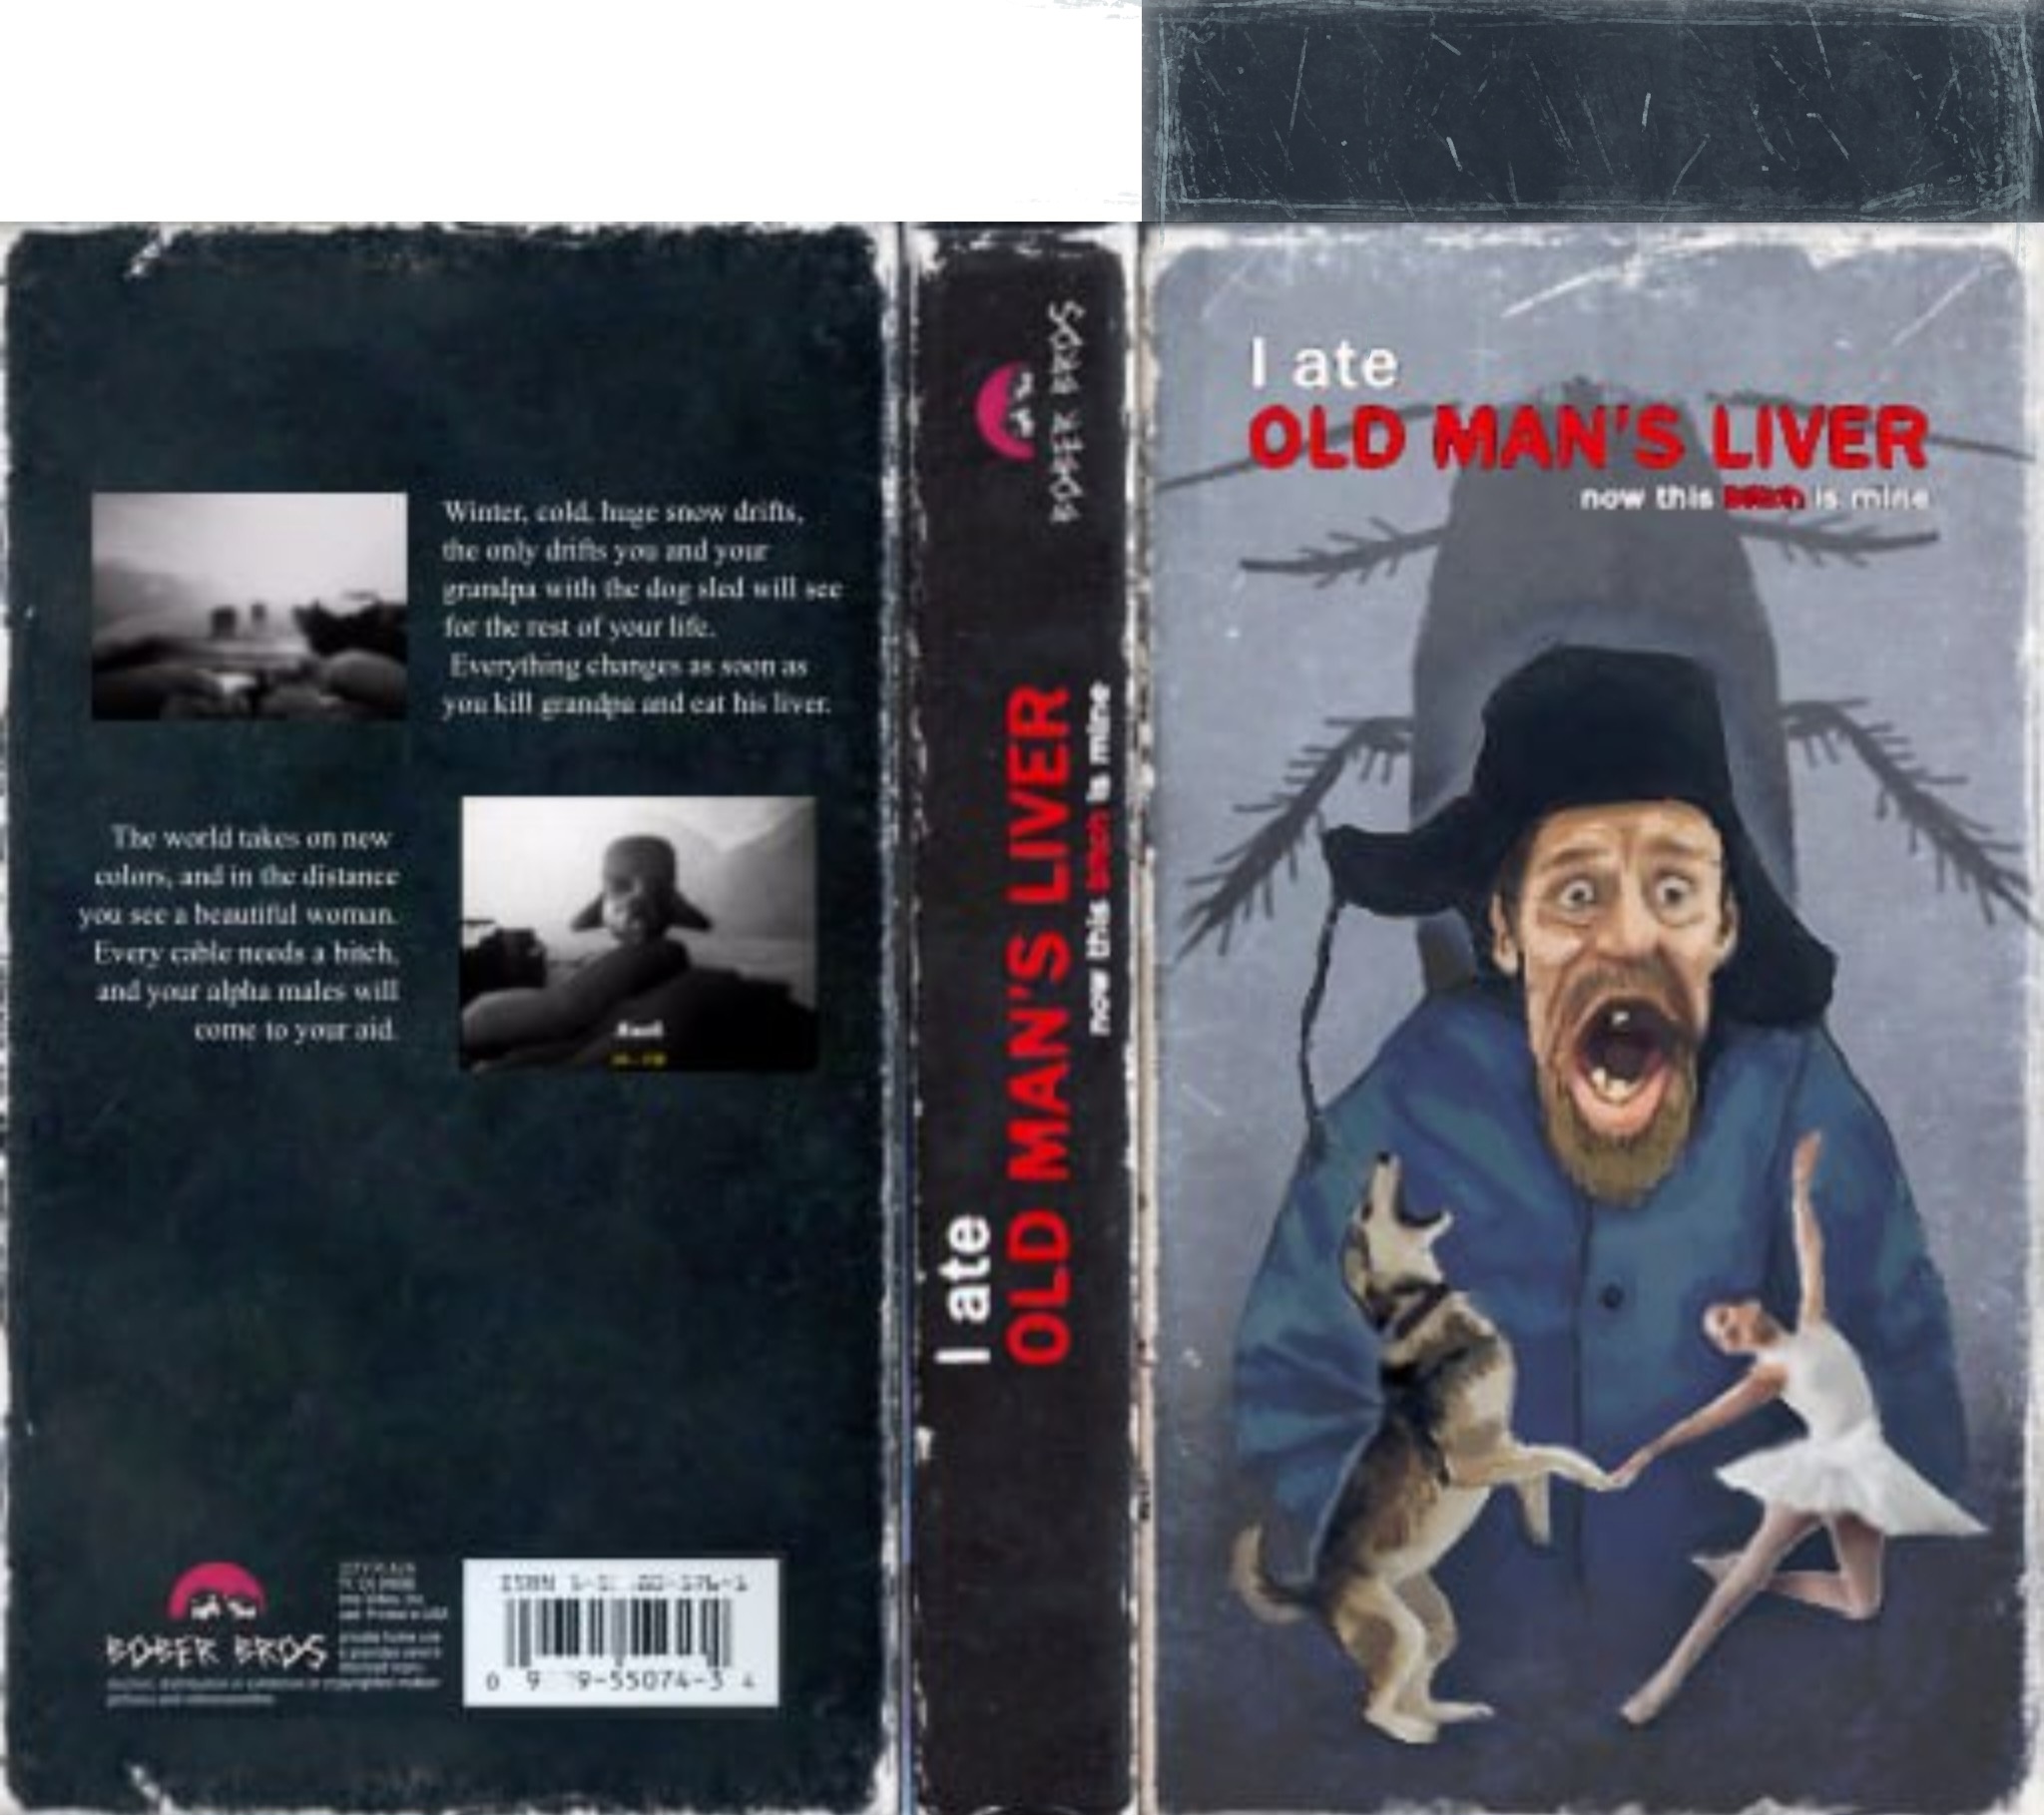 Winter, cold, huge snow drifts,
the only drifts you and your
grandpa with the dog sled will see
for the rest of your life.
Everything changes as soon as
you kill grandpa and eat his liver.
The world takes on new
colors, and in the distance
you see a beautiful woman.
Every cable needs a bitch,
and your alpha males will
come to your aid.
BOBER BROS
ISBN
9-55074-3 4
BOBER BROS
I ate
OLD MAN'S LIVER
now this bitch is mine
I ate
OLD MAN'S LIVER
now this bitch is mine